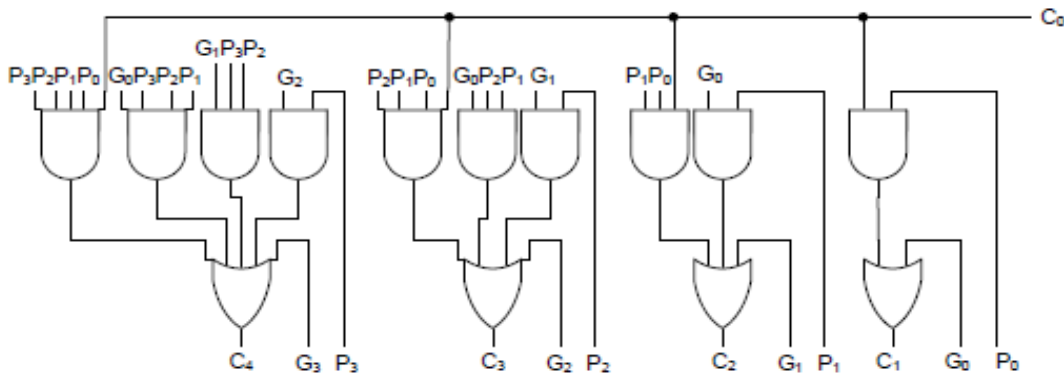 C₀
G₁P₃P₂
P₃P₂P₁P₀ G₀P₃P₂P₁ G₂ P₂P₁P₀ G₀P₂P₁ G₁ P₁P₀ G₀
C₄ G₃ P₃ C₃ G₂ P₂ C₂ G₁ P₁ C₁ G₀ P₀